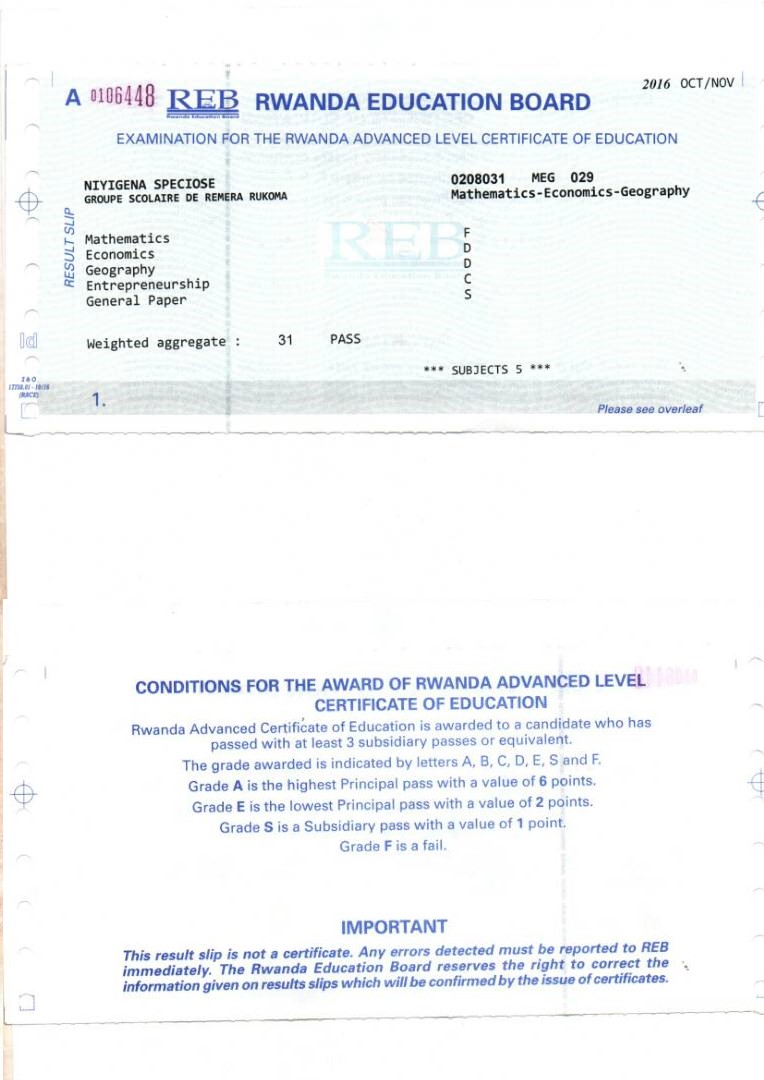 2016 OCT/NOV
A 0106448 REB RWANDA EDUCATION BOARD
Rwanda Education Board
EXAMINATION FOR THE RWANDA ADVANCED LEVEL CERTIFICATE OF EDUCATION
NIYIGENA SPECIOSE 0208031 MEG 029
GROUPE SCOLAIRE DE REMERA RUKOMA Mathematics-Economics-Geography
RESULT SLIP
REB
Rwanda Education B
Mathematics F
Economics D
Geography D
Entrepreneurship C
General Paper S
Weighted aggregate : 31 PASS
*** SUBJECTS 5 ***
1.
Please see overleaf
CONDITIONS FOR THE AWARD OF RWANDA ADVANCED LEVEL
CERTIFICATE OF EDUCATION
Rwanda Advanced Certificate of Education is awarded to a candidate who has
passed with at least 3 subsidiary passes or equivalent.
The grade awarded is indicated by letters A, B, C, D, E, S and F.
Grade A is the highest Principal pass with a value of 6 points.
Grade E is the lowest Principal pass with a value of 2 points.
Grade S is a Subsidiary pass with a value of 1 point.
Grade F is a fail.
IMPORTANT
This result slip is not a certificate. Any errors detected must be reported to REB
immediately. The Rwanda Education Board reserves the right to correct the
information given on results slips which will be confirmed by the issue of certificates.